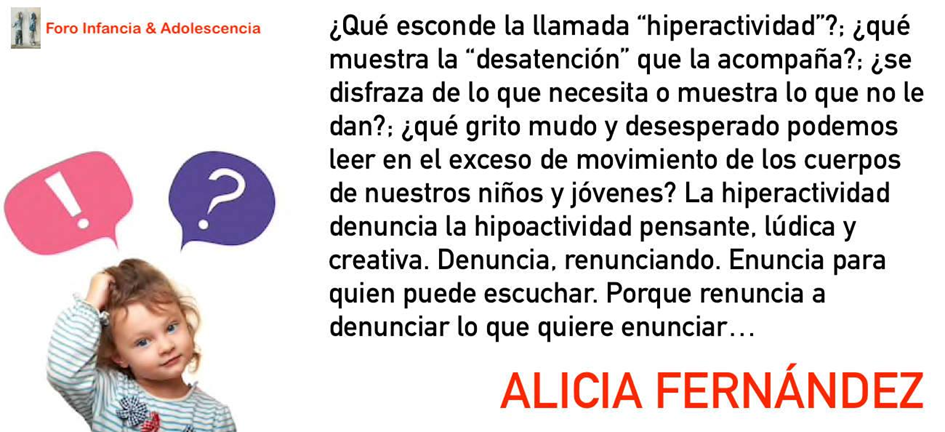 Foro Infancia & Adolescencia
¿Qué esconde la llamada “hiperactividad”?; ¿qué
muestra la “desatención” que la acompaña?; ¿se
disfraza de lo que necesita o muestra lo que no le
dan?; ¿qué grito mudo y desesperado podemos
leer en el exceso de movimiento de los cuerpos
de nuestros niños y jóvenes? La hiperactividad
denuncia la hipoactividad pensante, lúdica y
creativa. Denuncia, renunciando. Enuncia para
quien puede escuchar. Porque renuncia a
denunciar lo que quiere enunciar…
ALICIA FERNÁNDEZ
!
?